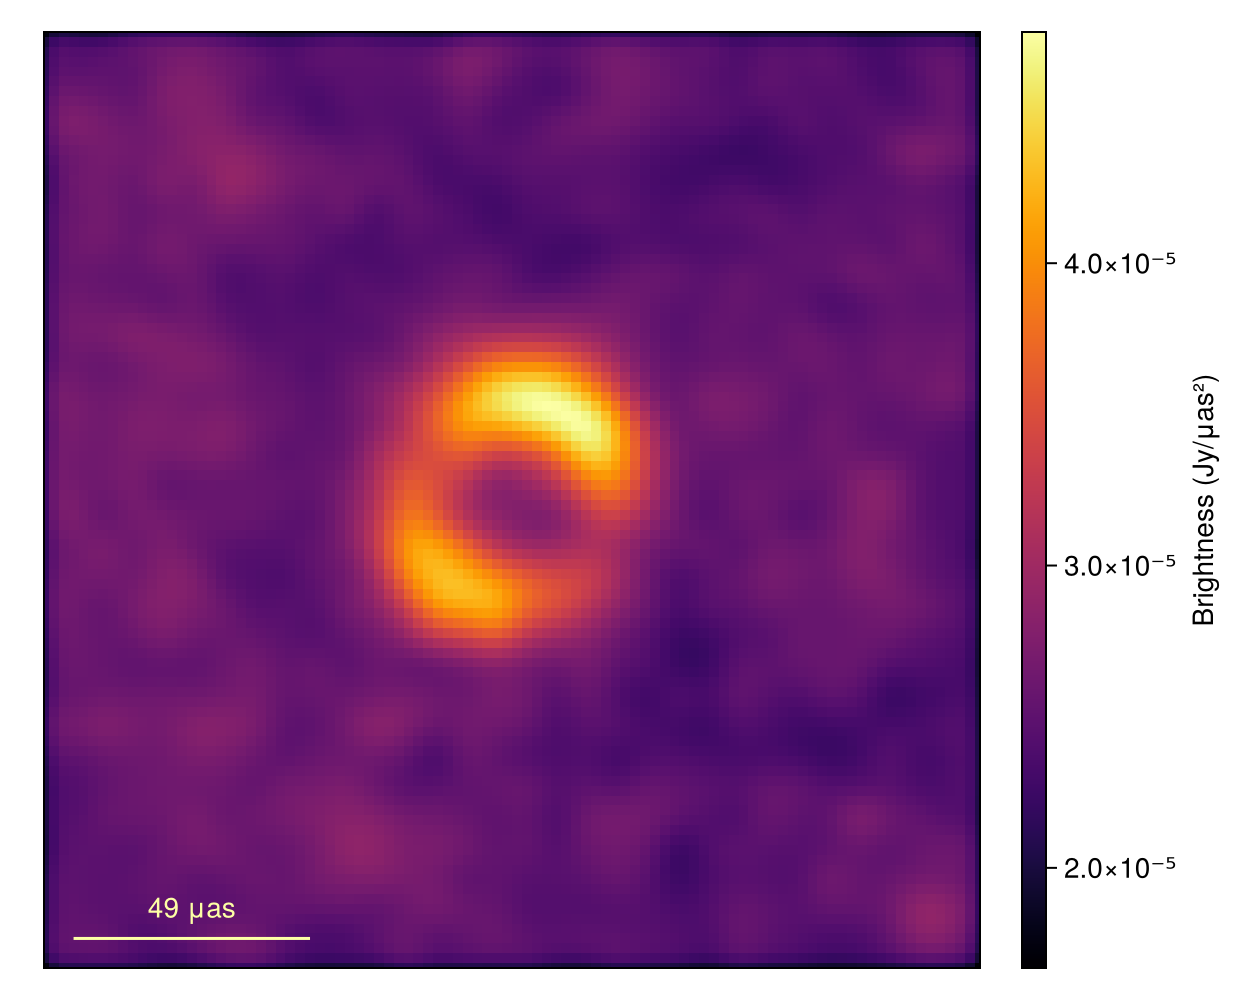 4.0×10⁻⁵
3.0×10⁻⁵
2.0×10⁻⁵
Brightness (Jy/μas²)
49 μas